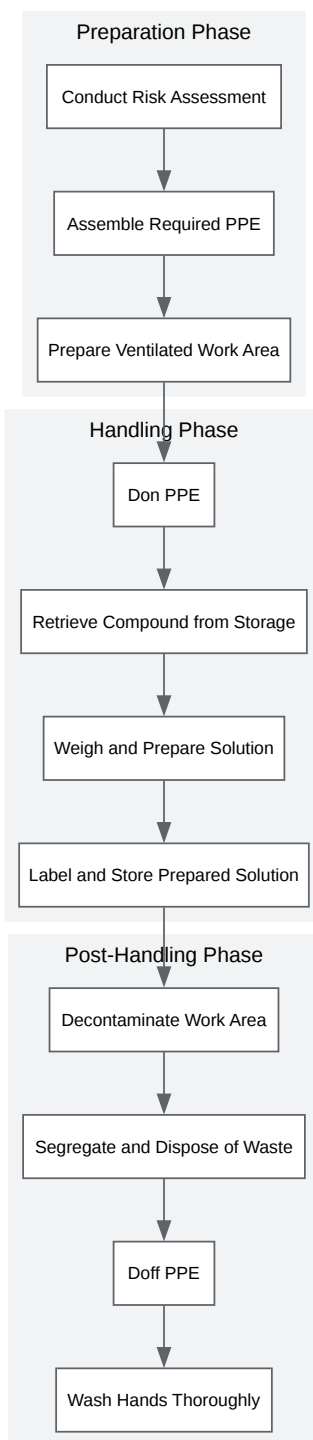 Preparation Phase
Conduct Risk Assessment
Assemble Required PPE
Prepare Ventilated Work Area
Handling Phase
Don PPE
Retrieve Compound from Storage
Weigh and Prepare Solution
Label and Store Prepared Solution
Post-Handling Phase
Decontaminate Work Area
Segregate and Dispose of Waste
Doff PPE
Wash Hands Thoroughly